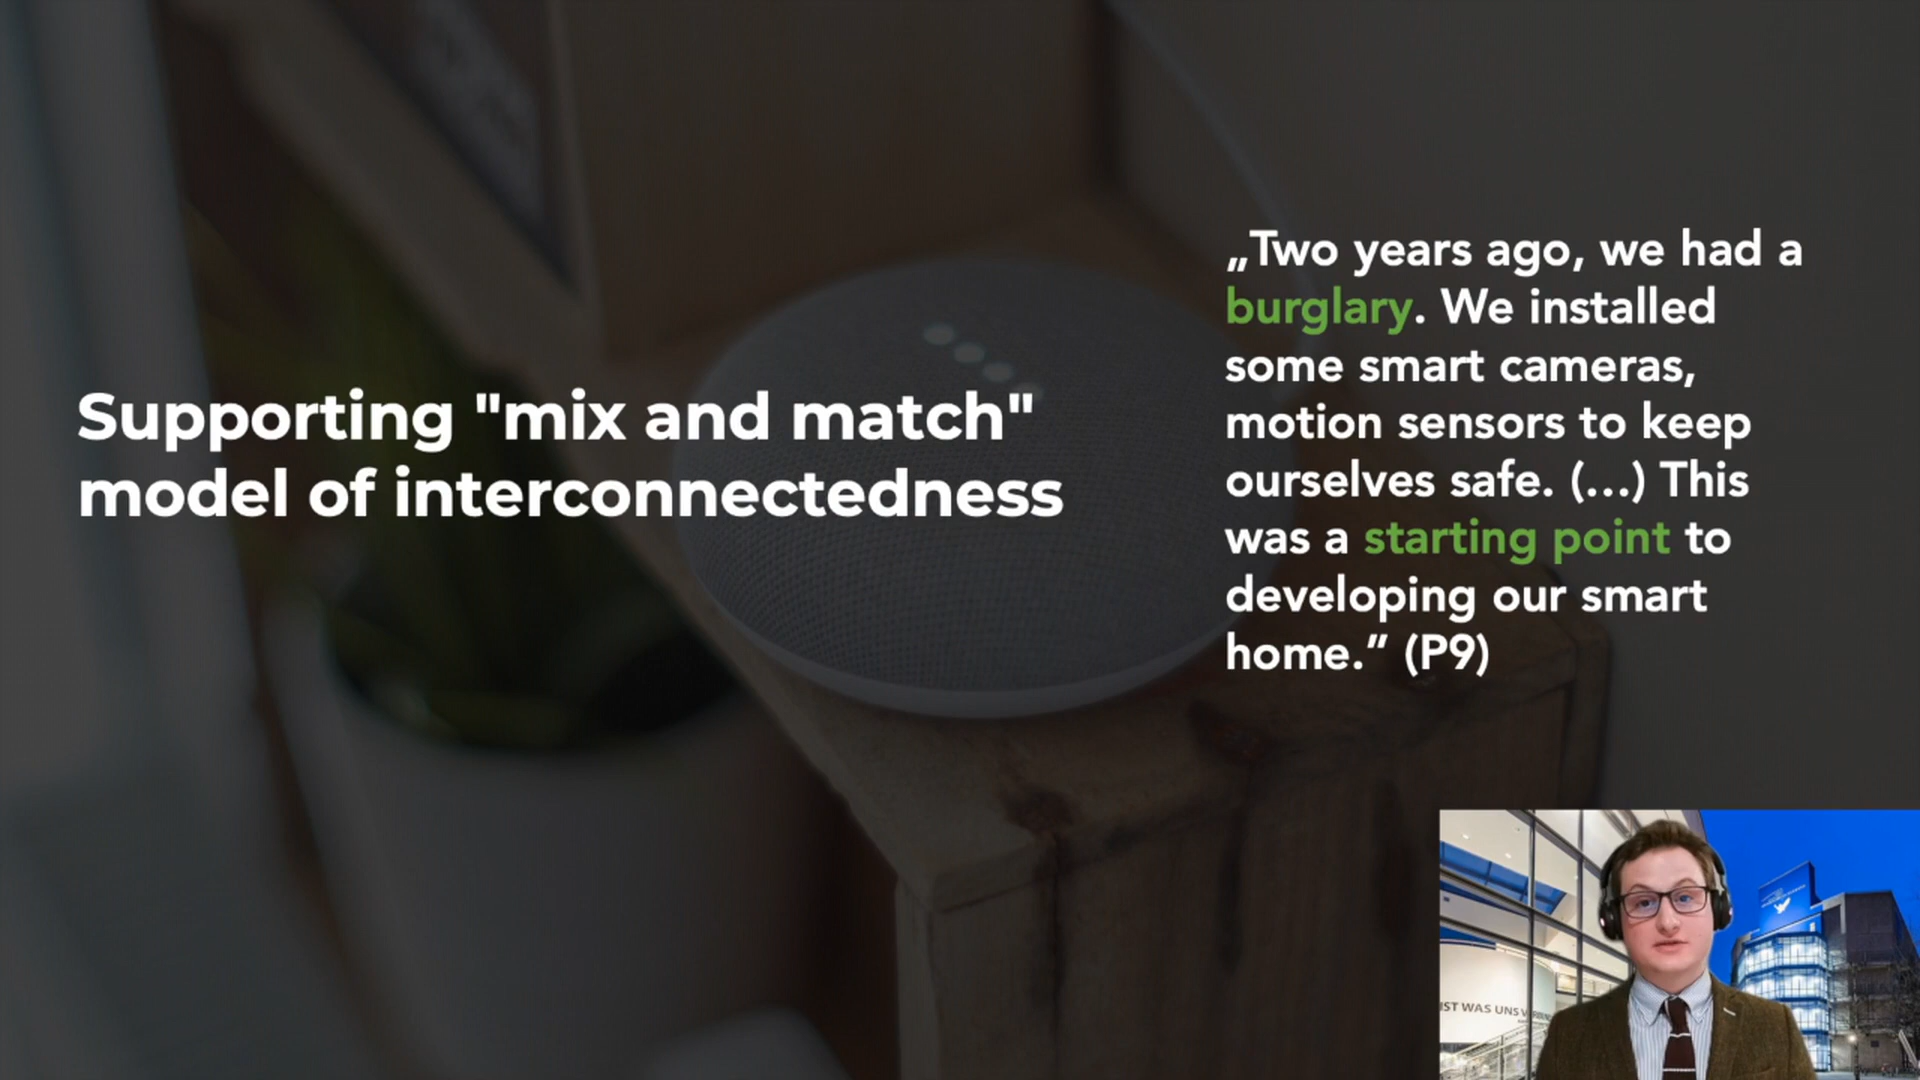 Supporting "mix and match"
model of interconnectedness
„Two years ago, we had a
burglary. We installed
some smart cameras,
motion sensors to keep
ourselves safe. (...) This
was a starting point to
developing our smart
home.” (P9)
IST WAS UNS